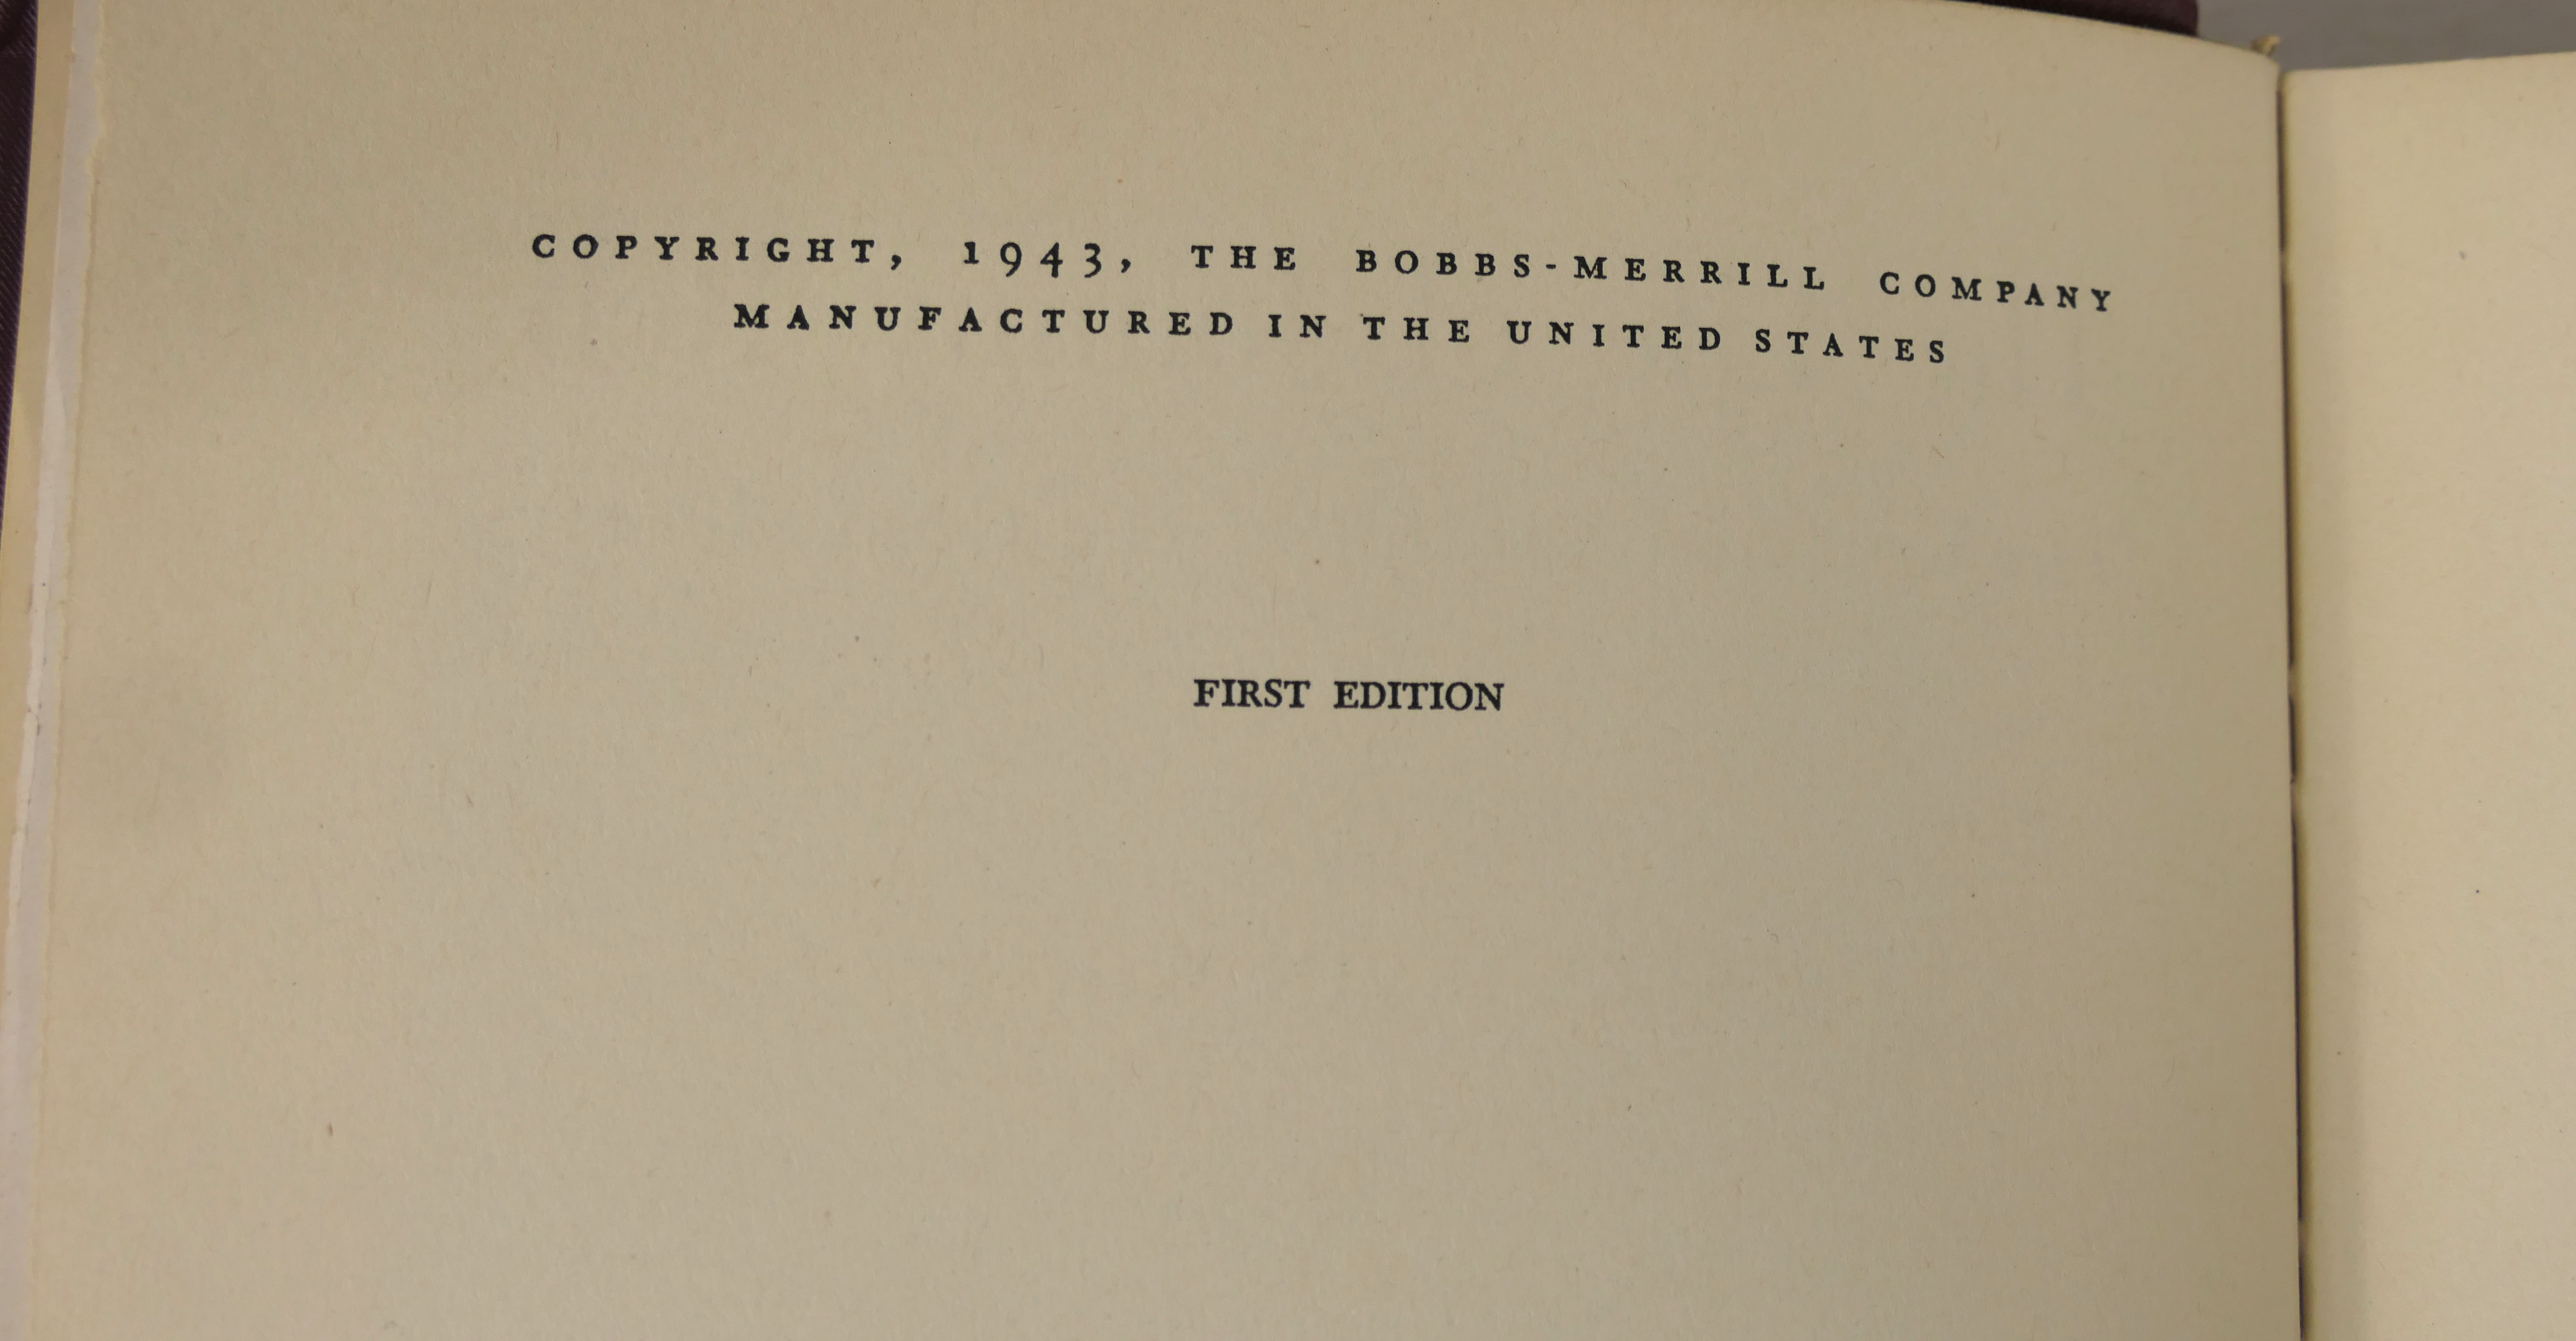 COPYRIGHT, 1943, THE BOBBS-MERRILL COMPANY
MANUFACTURED IN THE UNITED STATES
FIRST EDITION